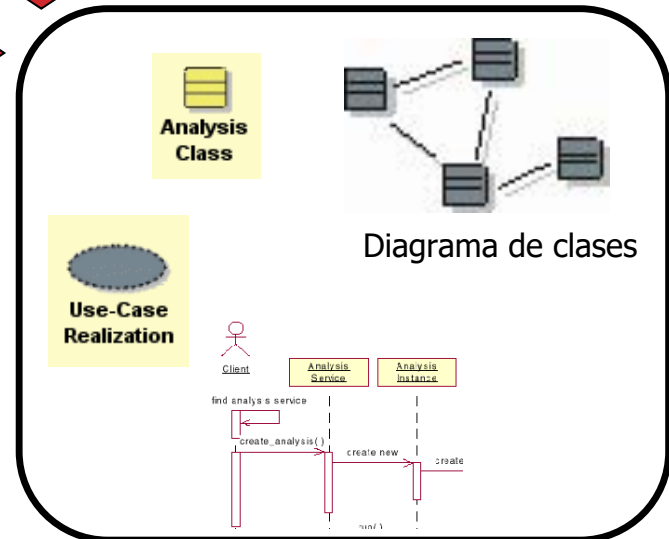 Analysis
Class
Diagrama de clases
Use-Case
Realization
Client
Analysis
Service
Analysis
Instance
find analysis service
create_analysis( )
create new
create
run( )